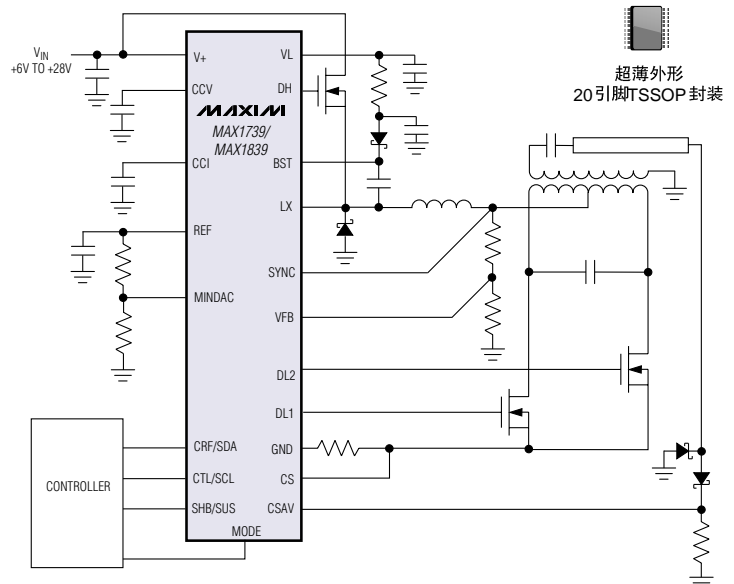 超薄外形
20引脚TSSOP封装
VIN
+6V TO +28V
V+
VL
CCV
DH
MAXIM
MAX1739/
MAX1839
CCI
BST
LX
REF
SYNC
MINDAC
VFB
DL2
DL1
CRF/SDA
GND
CONTROLLER
CTL/SCL
CS
SHB/SUS
CSAV
MODE